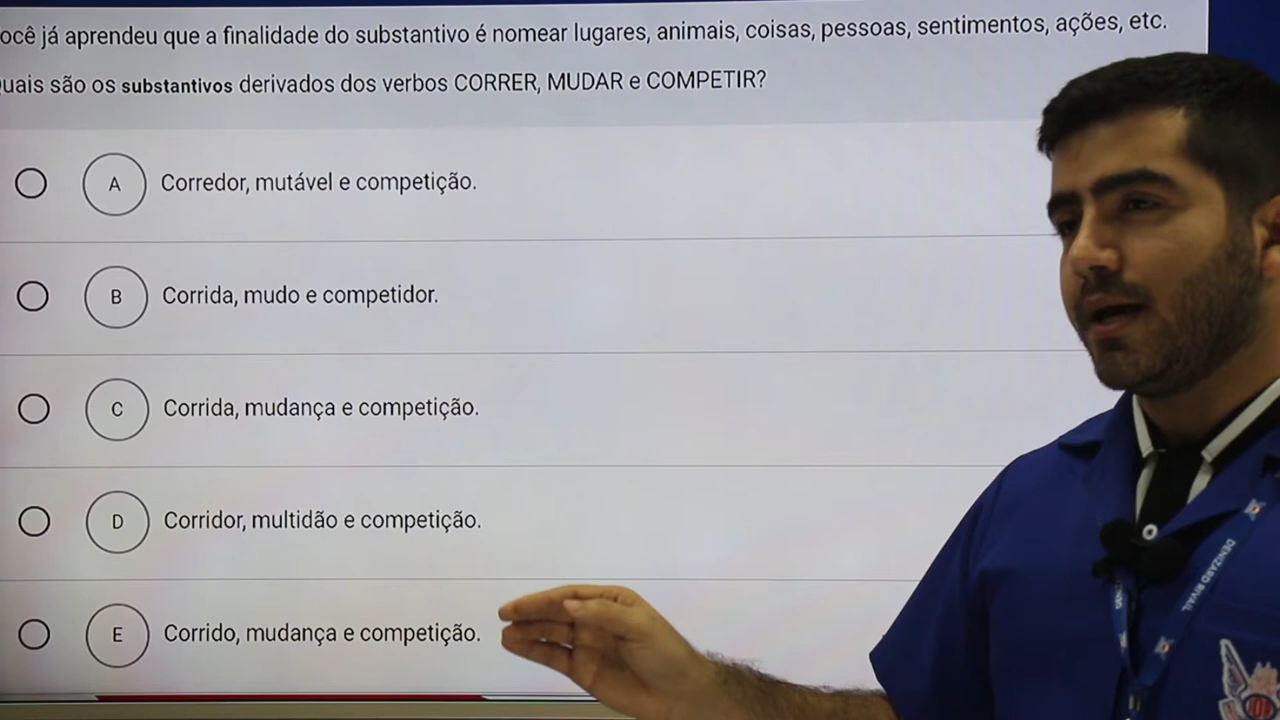 ocê já aprendeu que a finalidade do substantivo é nomear lugares, animais, coisas, pessoas, sentimentos, ações, etc.
uais são os substantivos derivados dos verbos CORRER, MUDAR e COMPETIR?
A Corredor, mutável e competição.
B Corrida, mudo e competidor.
C Corrida, mudança e competição.
D Corridor, multidão e competição.
E Corrido, mudança e competição.
DENIZARD RIVAIL